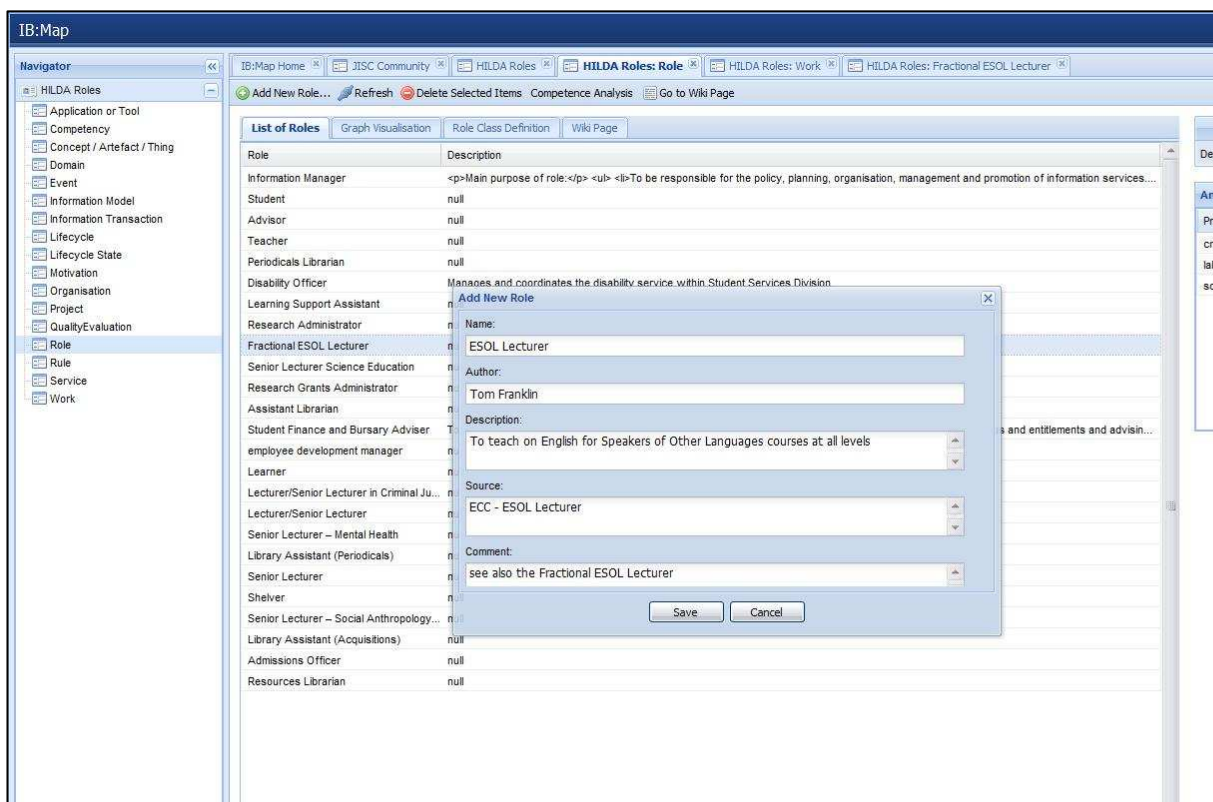 IB:Map
Navigator
HILDA Roles
Application or Tool
Competency
Concept / Artefact / Thing
Domain
Event
Information Model
Information Transaction
Lifecycle
Lifecycle State
Motivation
Organisation
Project
QualityEvaluation
Role
Rule
Service
Work
IB:Map Home JISC Community HILDA Roles HILDA Roles: Role HILDA Roles: Work HILDA Roles: Fractional ESOL Lecturer
Add New Role... Refresh Delete Selected Items Competence Analysis Go to Wiki Page
List of Roles Graph Visualisation Role Class Definition Wiki Page
Role Description
Information Manager <p>Main purpose of role:</p> <ul> <li>To be responsible for the policy, planning, organisation, management and promotion of information services....
Student null
Advisor null
Teacher null
Periodicals Librarian null
Disability Officer Manages and coordinates the disability service within Student Services Division
Learning Support Assistant
Research Administrator
Fractional ESOL Lecturer
Senior Lecturer Science Education
Research Grants Administrator
Assistant Librarian
Student Finance and Bursary Adviser and entitlements and advisin...
employee development manager
Learner
Lecturer/Senior Lecturer in Criminal Ju...
Lecturer/Senior Lecturer
Senior Lecturer – Mental Health
Library Assistant (Periodicals)
Senior Lecturer
Shelver
Senior Lecturer – Social Anthropology... null
Library Assistant (Acquisitions) null
Admissions Officer null
Resources Librarian null
Add New Role
Name:
ESOL Lecturer
Author:
Tom Franklin
Description:
To teach on English for Speakers of Other Languages courses at all levels
Source:
ECC - ESOL Lecturer
Comment:
see also the Fractional ESOL Lecturer
Save Cancel
De
An
Pr
cr
lal
so